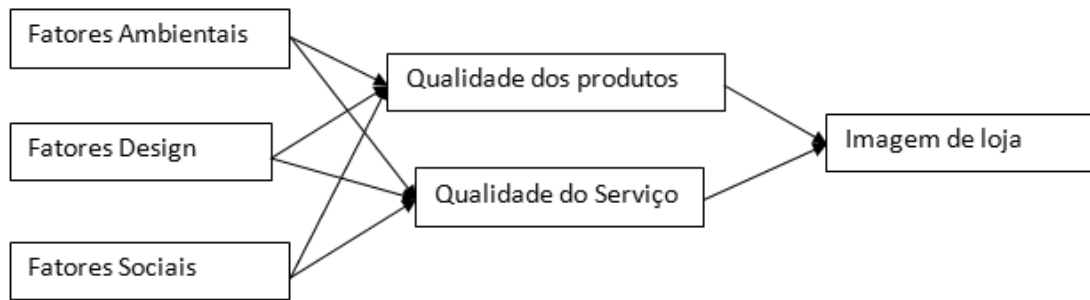 Fatores Ambientais
Qualidade dos produtos
Fatores Design
Imagem de loja
Qualidade do Serviço
Fatores Sociais